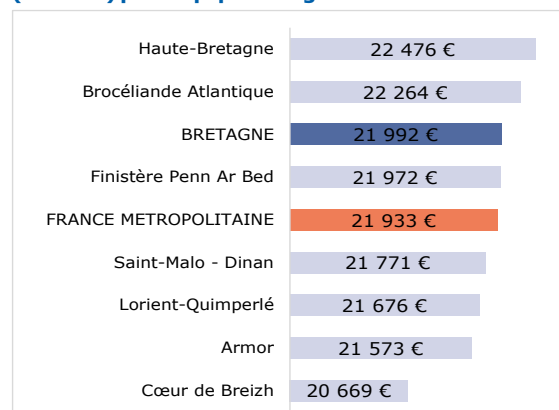 Haute-Bretagne 22 476 €
Brocéliande Atlantique 22 264 €
BRETAGNE 21 992 €
Finistère Penn Ar Bed 21 972 €
FRANCE METROPOLITAINE 21 933 €
Saint-Malo - Dinan 21 771 €
Lorient-Quimperlé 21 676 €
Armor 21 573 €
Cœur de Breizh 20 669 €